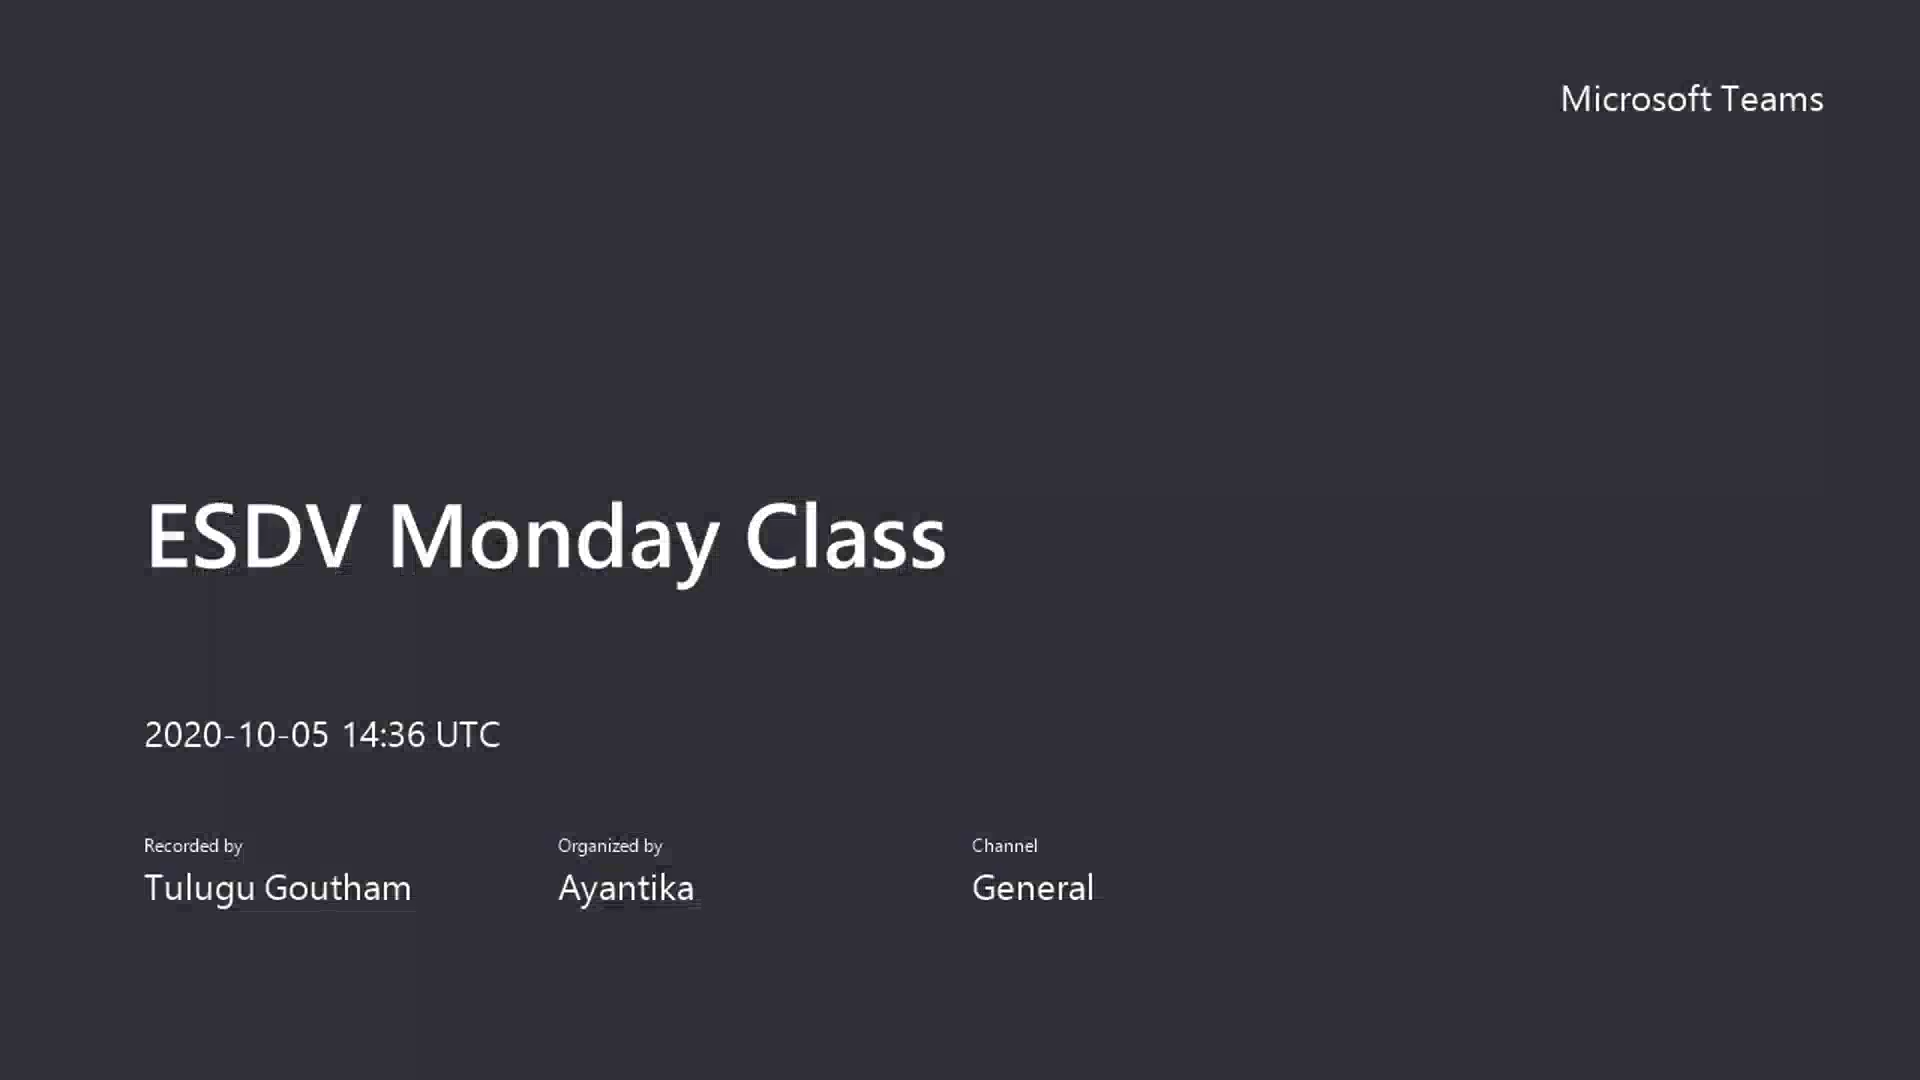 Microsoft Teams
ESDV Monday Class
2020-10-05 14:36 UTC
Recorded by
Tulugu Goutham
Organized by
Ayantika
Channel
General